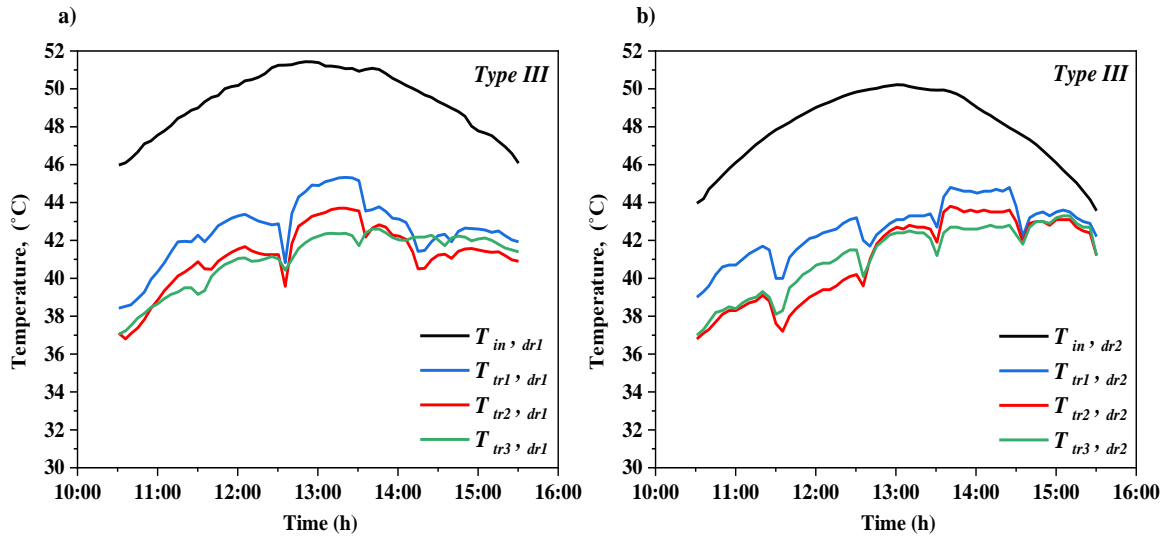 a)
Type III
Temperature, (°C)
52
50
48
46
44
42
40
38
36
34
32
30
T in , dr1
T tr1 , dr1
T tr2 , dr1
T tr3 , dr1
10:00 11:00 12:00 13:00 14:00 15:00 16:00
Time (h)
b)
Type III
Temperature, (°C)
52
50
48
46
44
42
40
38
36
34
32
30
T in , dr2
T tr1 , dr2
T tr2 , dr2
T tr3 , dr2
10:00 11:00 12:00 13:00 14:00 15:00 16:00
Time (h)